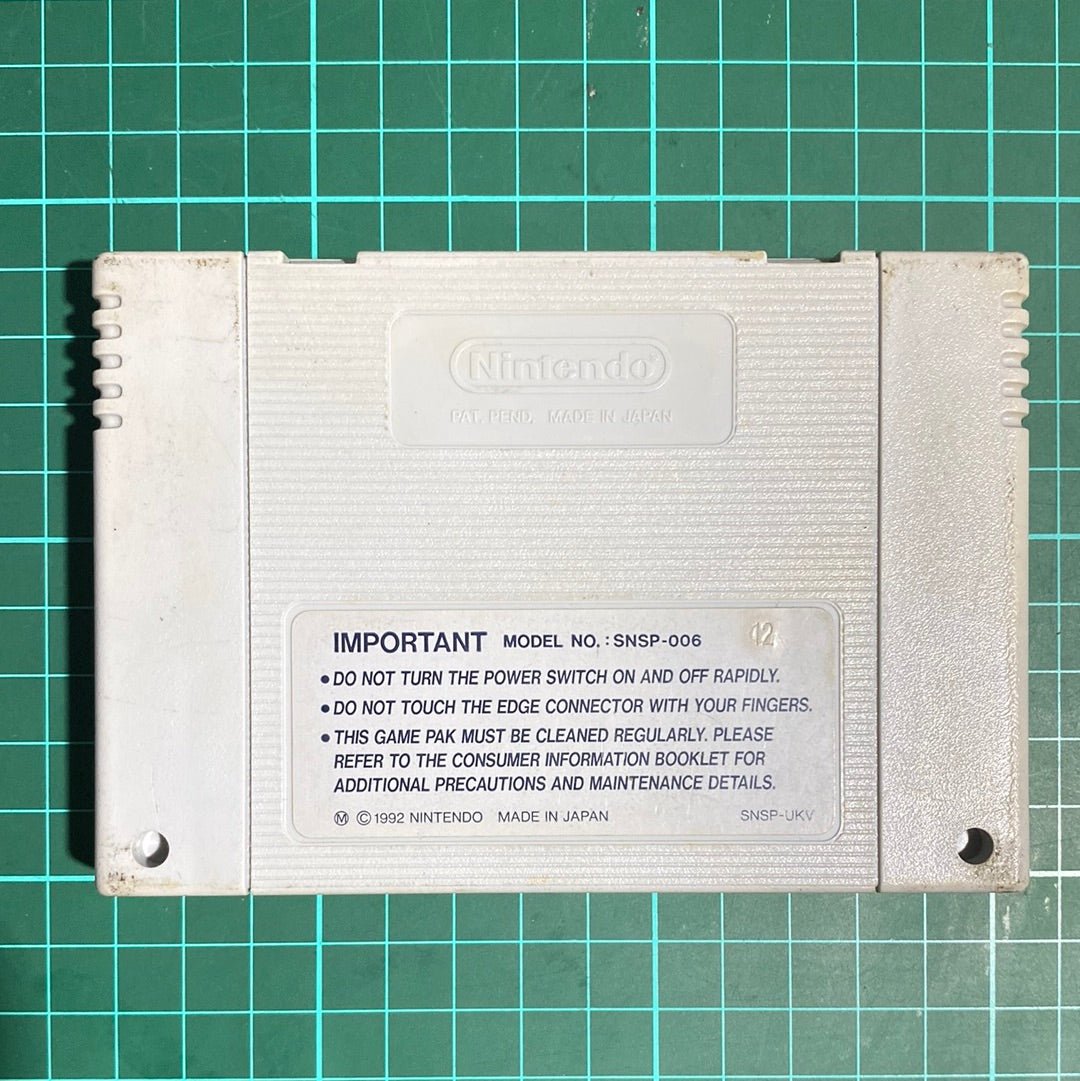 Nintendo®
PAT. PEND. MADE IN JAPAN
IMPORTANT MODEL NO.: SNSP-006 12
• DO NOT TURN THE POWER SWITCH ON AND OFF RAPIDLY.
• DO NOT TOUCH THE EDGE CONNECTOR WITH YOUR FINGERS.
• THIS GAME PAK MUST BE CLEANED REGULARLY. PLEASE
REFER TO THE CONSUMER INFORMATION BOOKLET FOR
ADDITIONAL PRECAUTIONS AND MAINTENANCE DETAILS.
Ⓜ © 1992 NINTENDO MADE IN JAPAN SNSP-UKV